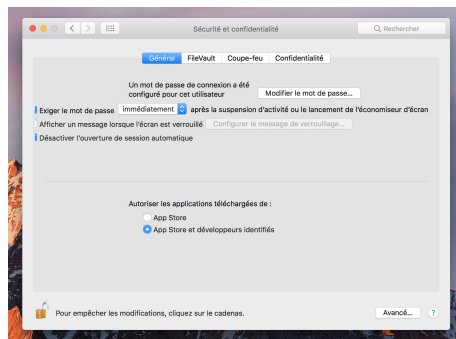 Sécurité et confidentialité
Rechercher
Général FileVault Coupe-feu Confidentialité
Un mot de passe de connexion a été
configuré pour cet utilisateur Modifier le mot de passe...
Exiger le mot de passe immédiatement après la suspension d'activité ou le lancement de l'économiseur d'écran
Afficher un message lorsque l'écran est verrouillé Configurer le message de verrouillage...
Désactiver l'ouverture de session automatique
Autoriser les applications téléchargées de :
App Store
App Store et développeurs identifiés
Pour empêcher les modifications, cliquez sur le cadenas. Avancé... ?